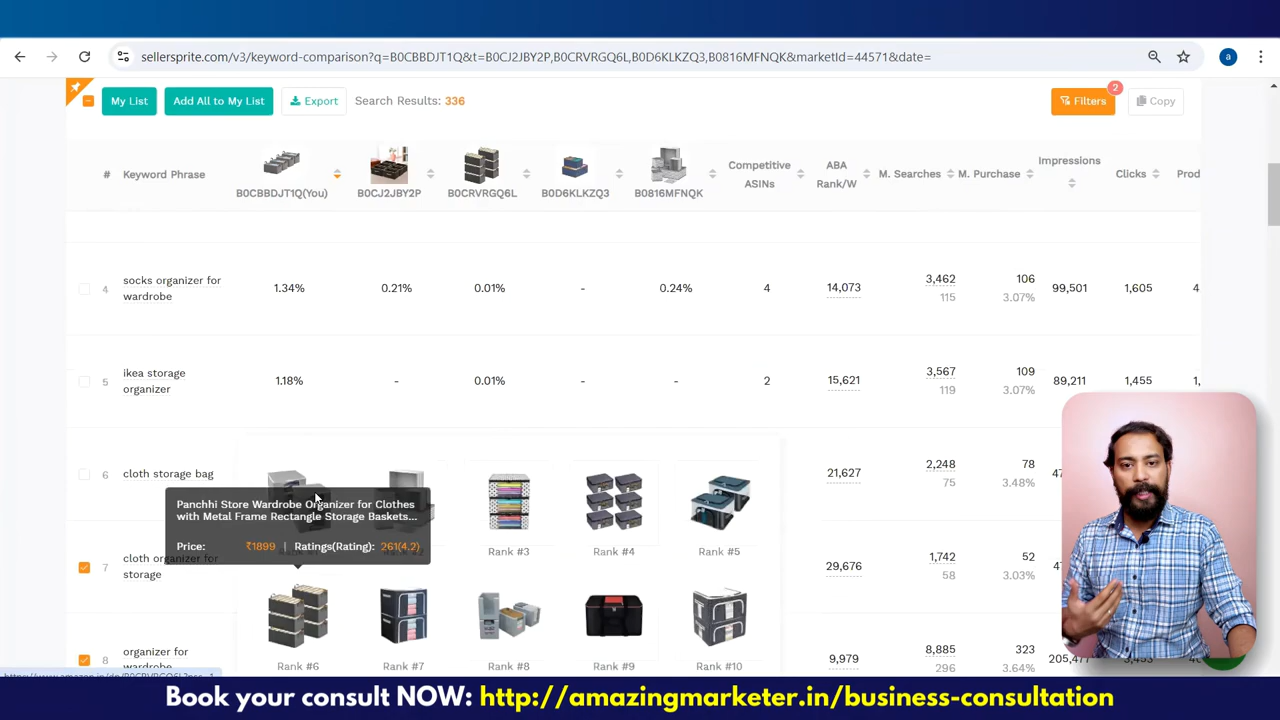 sellersprite.com/v3/keyword-comparison?q=B0CBBDJT1Q&t=B0CJ2JBY2P,B0CRVRGQ6L,B0D6KLKZQ3,B0816MFNQK&marketId=44571&date=
a
My List
Add All to My List
Export
Search Results: 336
Filters
2
Copy
# Keyword Phrase
B0CBBDJT1Q(You)
B0CJ2JBY2P
B0CRVRGQ6L
B0D6KLKZQ3
B0816MFNQK
Competitive
ASINs
ABA
Rank/W
M. Searches
M. Purchase
Impressions
Clicks
Prod
4
socks organizer for
wardrobe
1.34% 0.21% 0.01% - 0.24% 4 14,073
3,462
115
106
3.07%
99,501 1,605 4
5
ikea storage
organizer
1.18% - 0.01% - - 2 15,621
3,567
119
109
3.07%
89,211 1,455 1,
6 cloth storage bag
21,627
2,248
75
78
3.48%
47
Panchhi Store Wardrobe Organizer for Clothes
with Metal Frame Rectangle Storage Baskets...
Price: ₹1899 | Ratings(Rating): 261(4.2)
Rank #3 Rank #4 Rank #5
7
cloth organizer for
storage
29,676
1,742
58
52
3.03%
47
Rank #6 Rank #7 Rank #8 Rank #9 Rank #10
8
organizer for
wardrobe
9,979
8,885
296
323
3.64%
Book your consult NOW: http://amazingmarketer.in/business-consultation